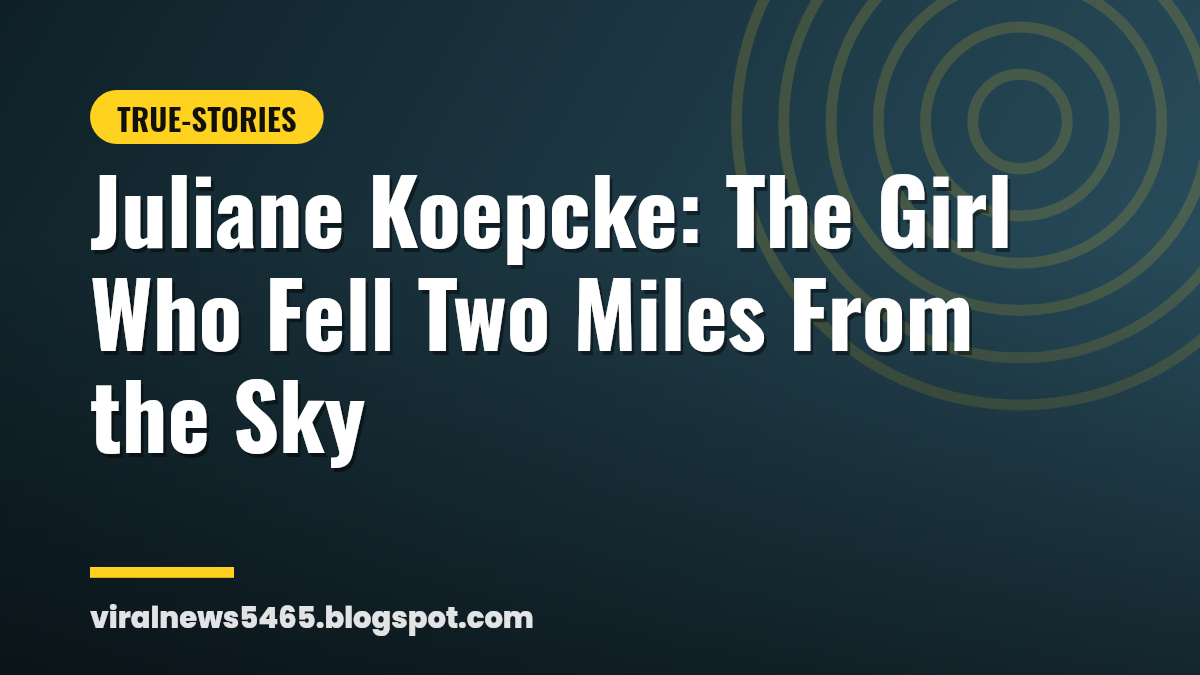 TRUE-STORIES
Juliane Koepcke: The Girl
Who Fell Two Miles From
the Sky
viralnews5465.blogspot.com